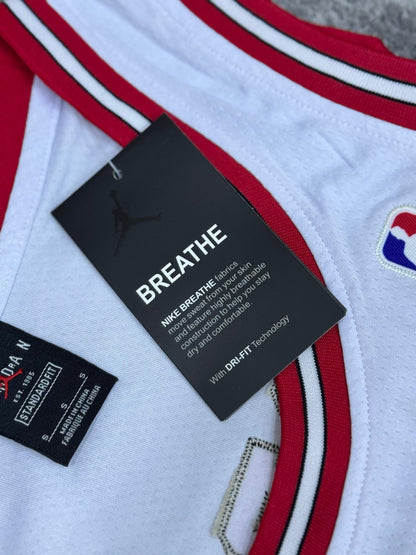 BREATHE
NIKE BREATHE fabrics
move sweat from your skin
and feature highly breathable
construction to help you stay
dry and comfortable.
With DRI-FIT Technology
EST 1985
STANDARD FIT
S S S
MADE IN CHINA
FABRIQUÉ AU CHINE